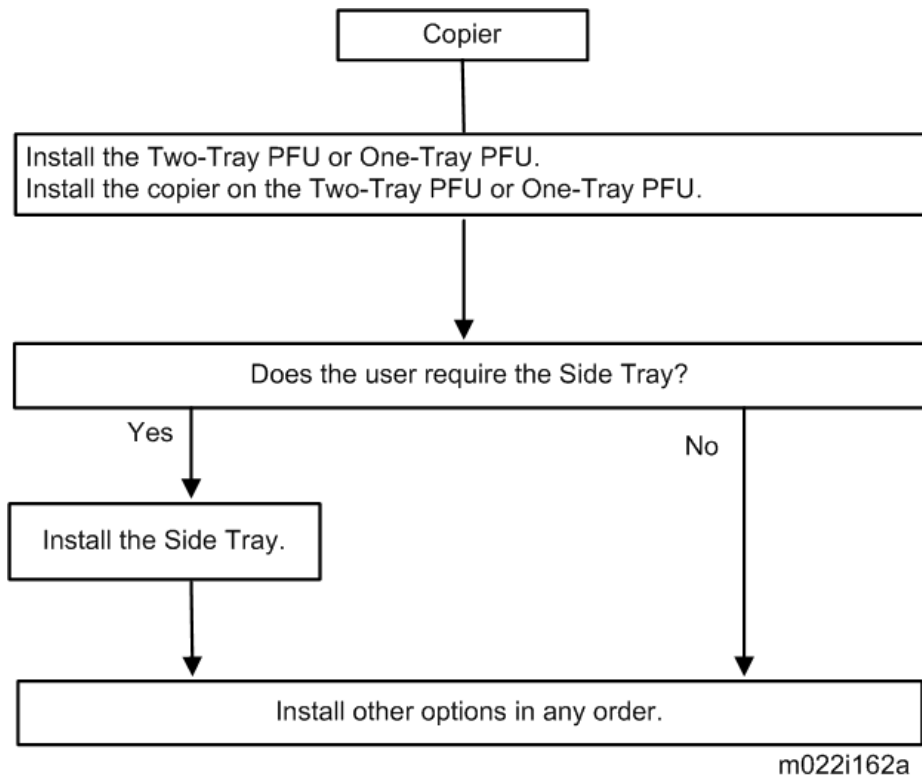 Copier
Install the Two-Tray PFU or One-Tray PFU.
Install the copier on the Two-Tray PFU or One-Tray PFU.
Does the user require the Side Tray?
Yes
No
Install the Side Tray.
Install other options in any order.
m022i162a